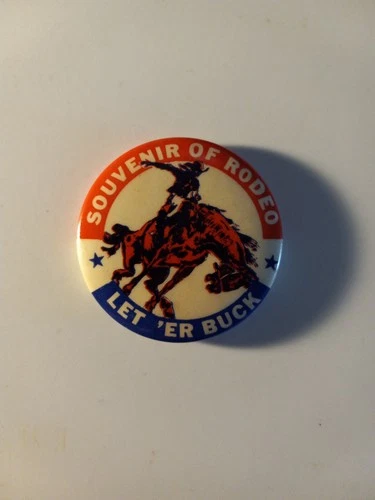 SOUVENIR OF RODEO
LET 'ER BUCK